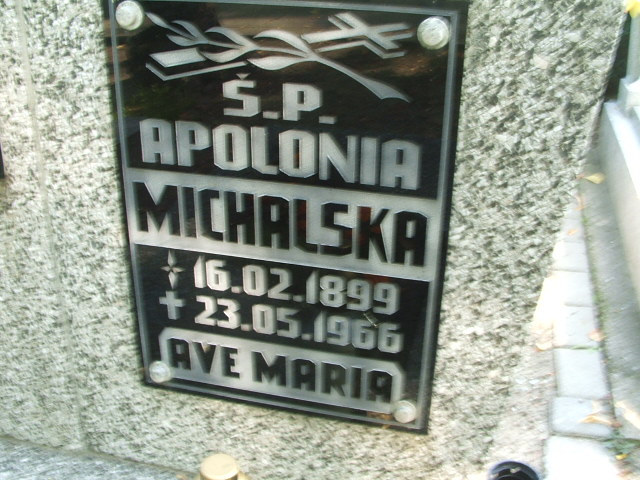 Ś.P.
APOLONIA
MICHALSKA
16.02.1899
✝ 23.05.1966
AVE MARIA